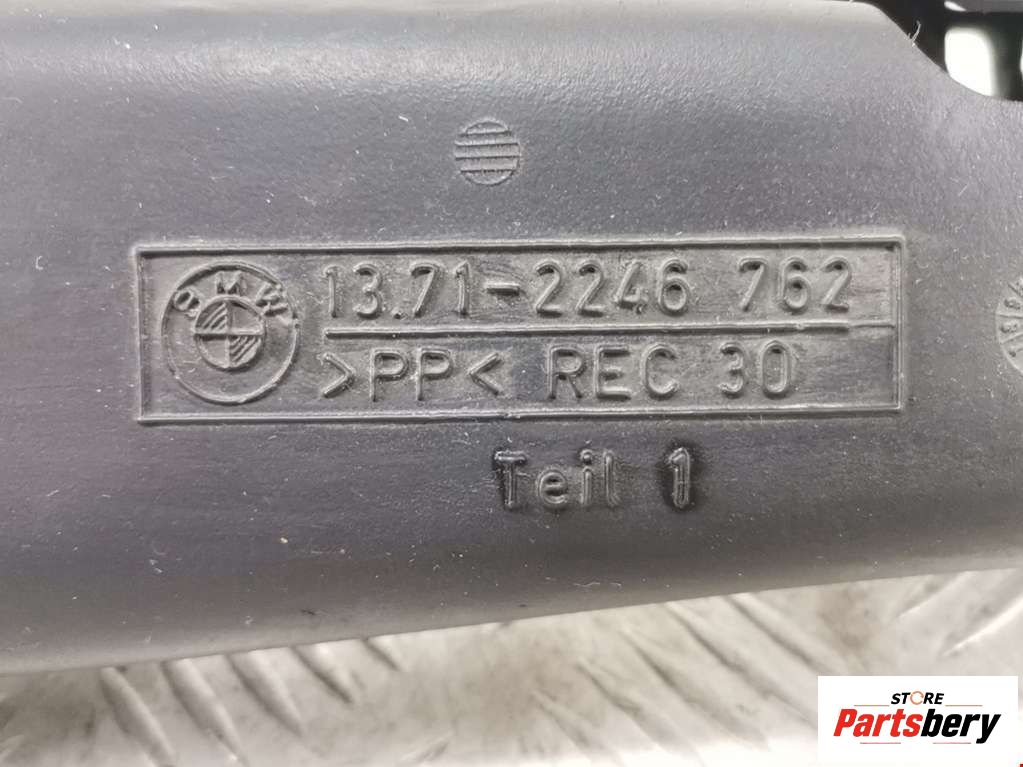 BMW
13.71-2246 762
>PP< REC 30
Teil 1
STORE
Partsbery